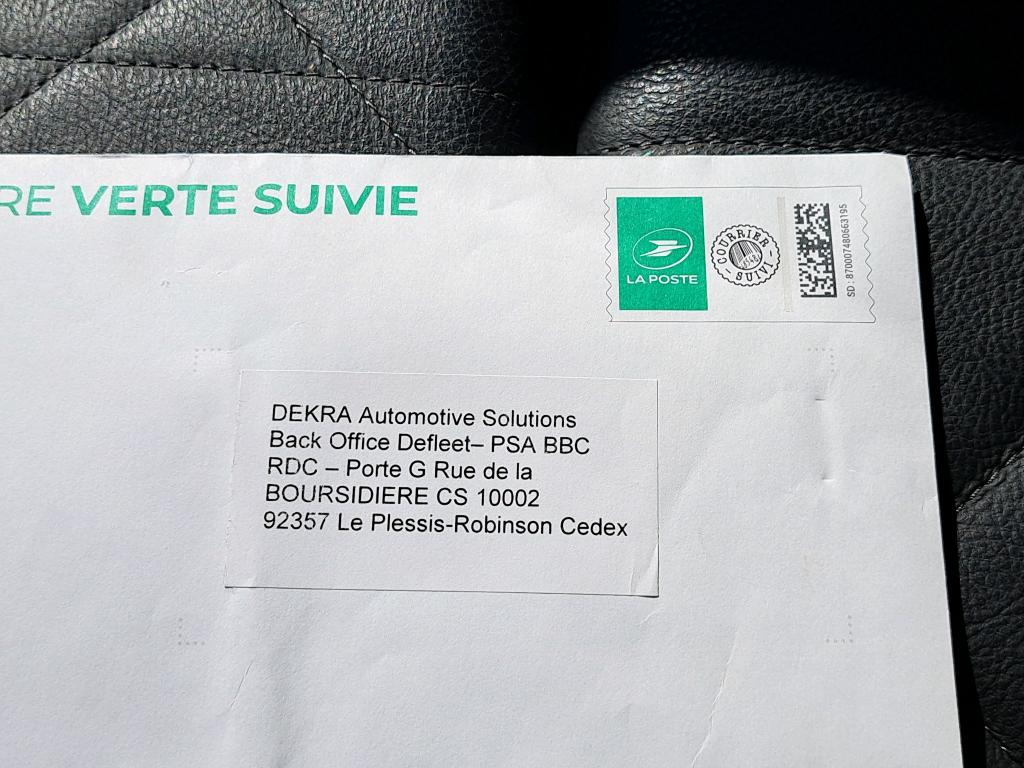 RE VERTE SUIVIE
LA POSTE
COURRIER
SUIVI
SD : 870007480663195
DEKRA Automotive Solutions
Back Office Defleet– PSA BBC
RDC – Porte G Rue de la
BOURSIDIERE CS 10002
92357 Le Plessis-Robinson Cedex